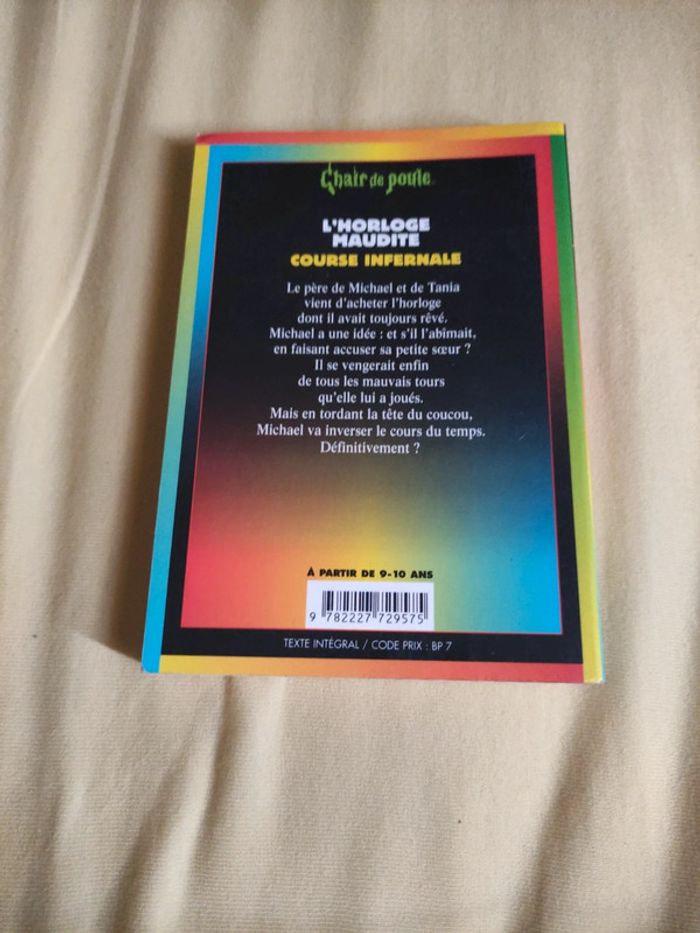 Chair de poule
L'HORLOGE
MAUDITE
COURSE INFERNALE
Le père de Michael et de Tania
vient d'acheter l'horloge
dont il avait toujours rêvé.
Michael a une idée : et s'il l'abîmait,
en faisant accuser sa petite sœur ?
Il se vengerait enfin
de tous les mauvais tours
qu'elle lui a joués.
Mais en tordant la tête du coucou,
Michael va inverser le cours du temps.
Définitivement ?
À PARTIR DE 9-10 ANS
9 782227 729575
TEXTE INTÉGRAL / CODE PRIX : BP 7